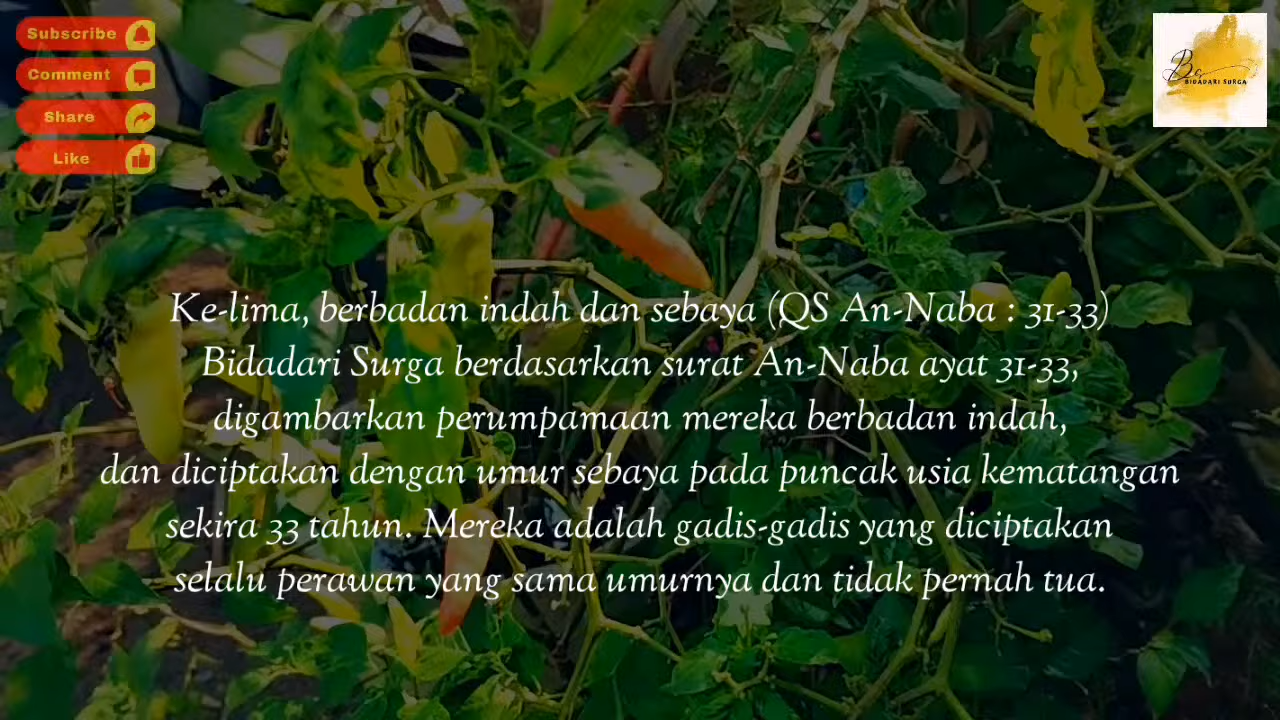 Subscribe
Comment
Share
Like
Bs
BIDADARI SURGA
Ke-lima, berbadan indah dan sebaya (QS An-Naba : 31-33)
Bidadari Surga berdasarkan surat An-Naba ayat 31-33,
digambarkan perumpamaan mereka berbadan indah,
dan diciptakan dengan umur sebaya pada puncak usia kematangan
sekira 33 tahun. Mereka adalah gadis-gadis yang diciptakan
selalu perawan yang sama umurnya dan tidak pernah tua.